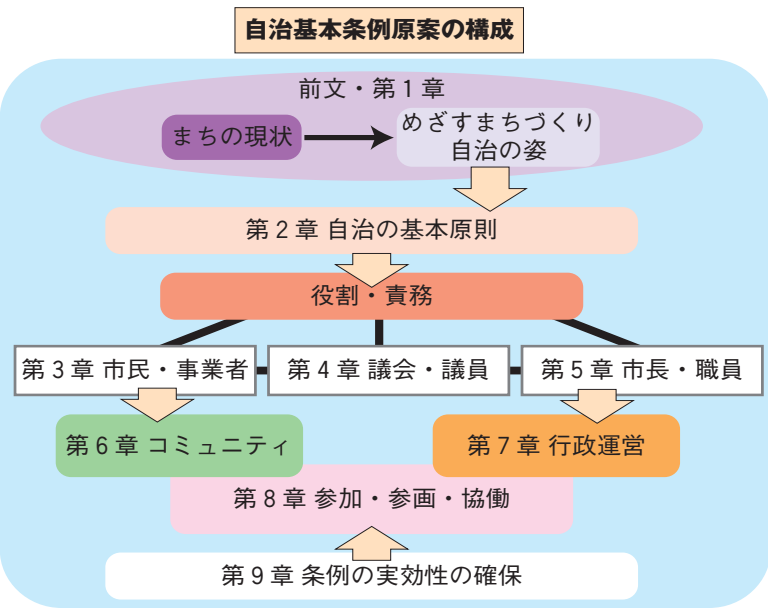 自治基本条例原案の構成
前文・第1章
まちの現状
めざすまちづくり
自治の姿
第2章 自治の基本原則
役割・責務
第3章 市民・事業者
第4章 議会・議員
第5章 市長・職員
第6章 コミュニティ
第7章 行政運営
第8章 参加・参画・協働
第9章 条例の実効性の確保